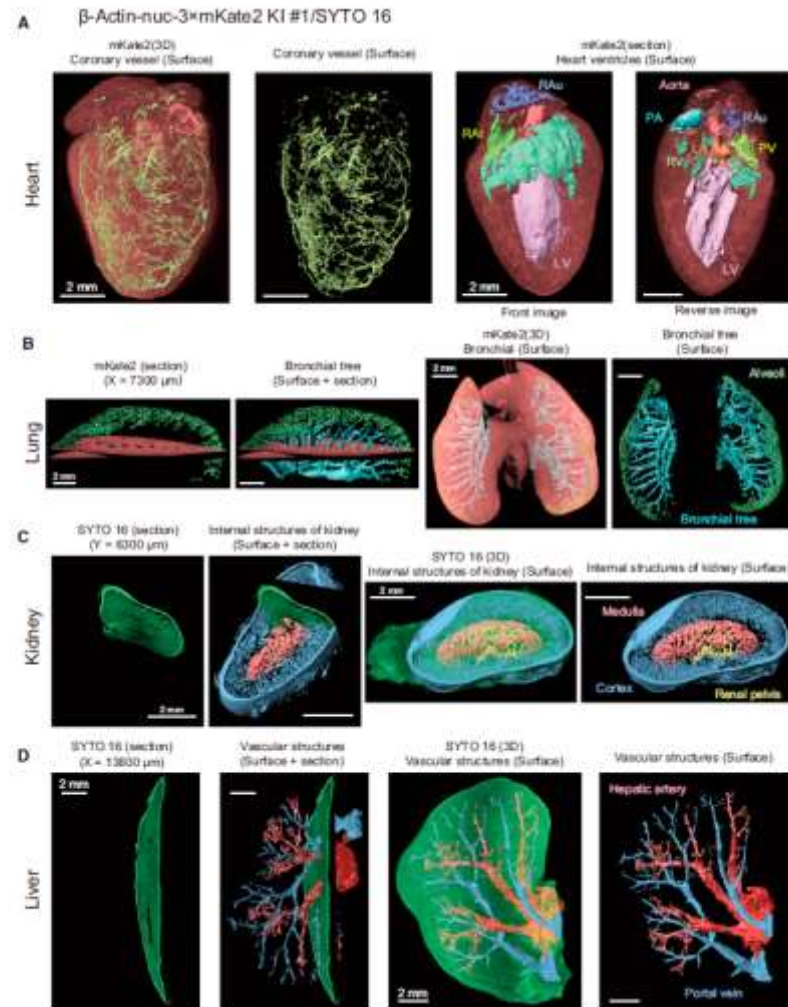 β-Actin-nuc-3×mKate2 KI #1/SYTO 16
A
mKate2(3D)
Coronary vessel (Surface)
Coronary vessel (Surface)
mKate2(section)
Heart ventricles (Surface)
Heart
2 mm
RAu
RAt
LV
2 mm
Front image
Aorta
PA
RAu
PV
RV
LV
Reverse image
B
mKate2 (section)
(X = 7300 μm)
Bronchial tree
(Surface + section)
mKate2(3D)
Bronchial (Surface)
Bronchial tree
(Surface)
Lung
2 mm
2 mm
Alveoli
Bronchial tree
C
SYTO 16 (section)
(Y = 6300 μm)
Internal structures of kidney
(Surface + section)
SYTO 16 (3D)
Internal structures of kidney (Surface)
Internal structures of kidney (Surface
Kidney
2 mm
2 mm
Medulla
Cortex
Renal pelvis
D
SYTO 16 (section)
(X = 13800 μm)
Vascular structures
(Surface + section)
SYTO 16 (3D)
Vascular structures (Surface)
Vascular structures (Surface)
Liver
2 mm
2 mm
Hepatic artery
Portal vein